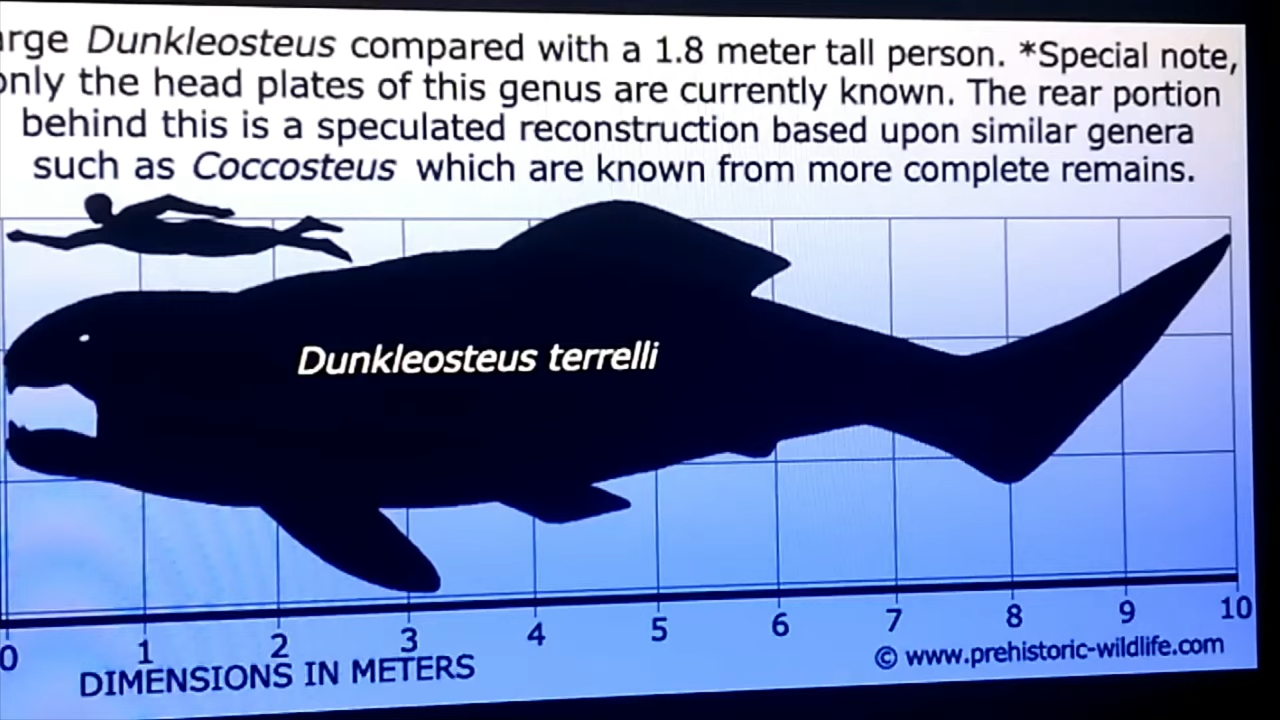 arge Dunkleosteus compared with a 1.8 meter tall person. *Special note,
only the head plates of this genus are currently known. The rear portion
behind this is a speculated reconstruction based upon similar genera
such as Coccosteus which are known from more complete remains.
Dunkleosteus terrelli
0 1 2 3 4 5 6 7 8 9 10
DIMENSIONS IN METERS
© www.prehistoric-wildlife.com